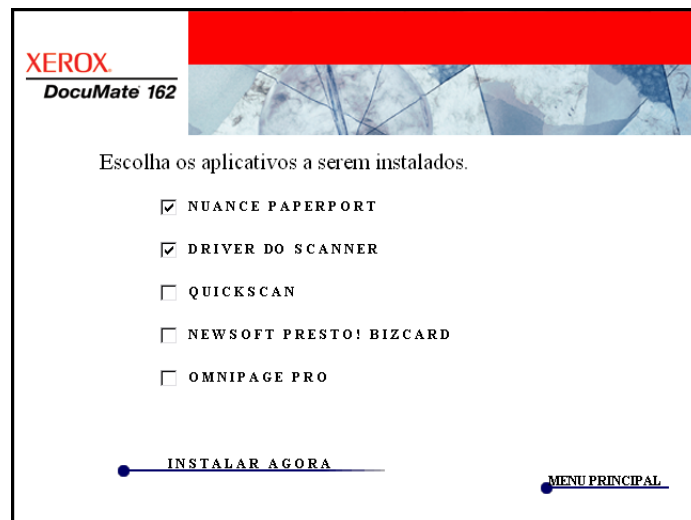 XEROX
DocuMate 162
Escolha os aplicativos a serem instalados.
NUANCE PAPERPORT
DRIVER DO SCANNER
QUICKSCAN
NEWSOFT PRESTO! BIZCARD
OMNIPAGE PRO
INSTALAR AGORA
MENU PRINCIPAL